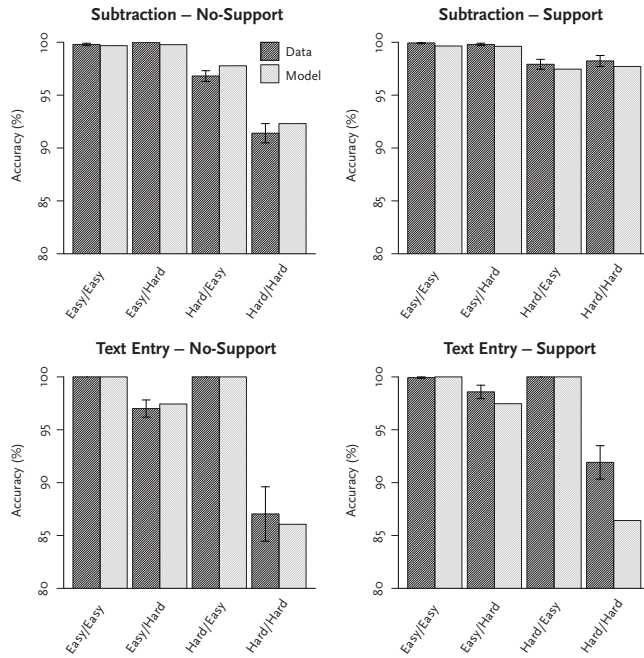 Subtraction – No-Support
Accuracy (%)
100
95
90
85
80
Data
Model
Easy/Easy
Easy/Hard
Hard/Easy
Hard/Hard
Subtraction – Support
Accuracy (%)
100
95
90
85
80
Easy/Easy
Easy/Hard
Hard/Easy
Hard/Hard
Text Entry – No-Support
Accuracy (%)
100
95
90
85
80
Easy/Easy
Easy/Hard
Hard/Easy
Hard/Hard
Text Entry – Support
Accuracy (%)
100
95
90
85
80
Easy/Easy
Easy/Hard
Hard/Easy
Hard/Hard